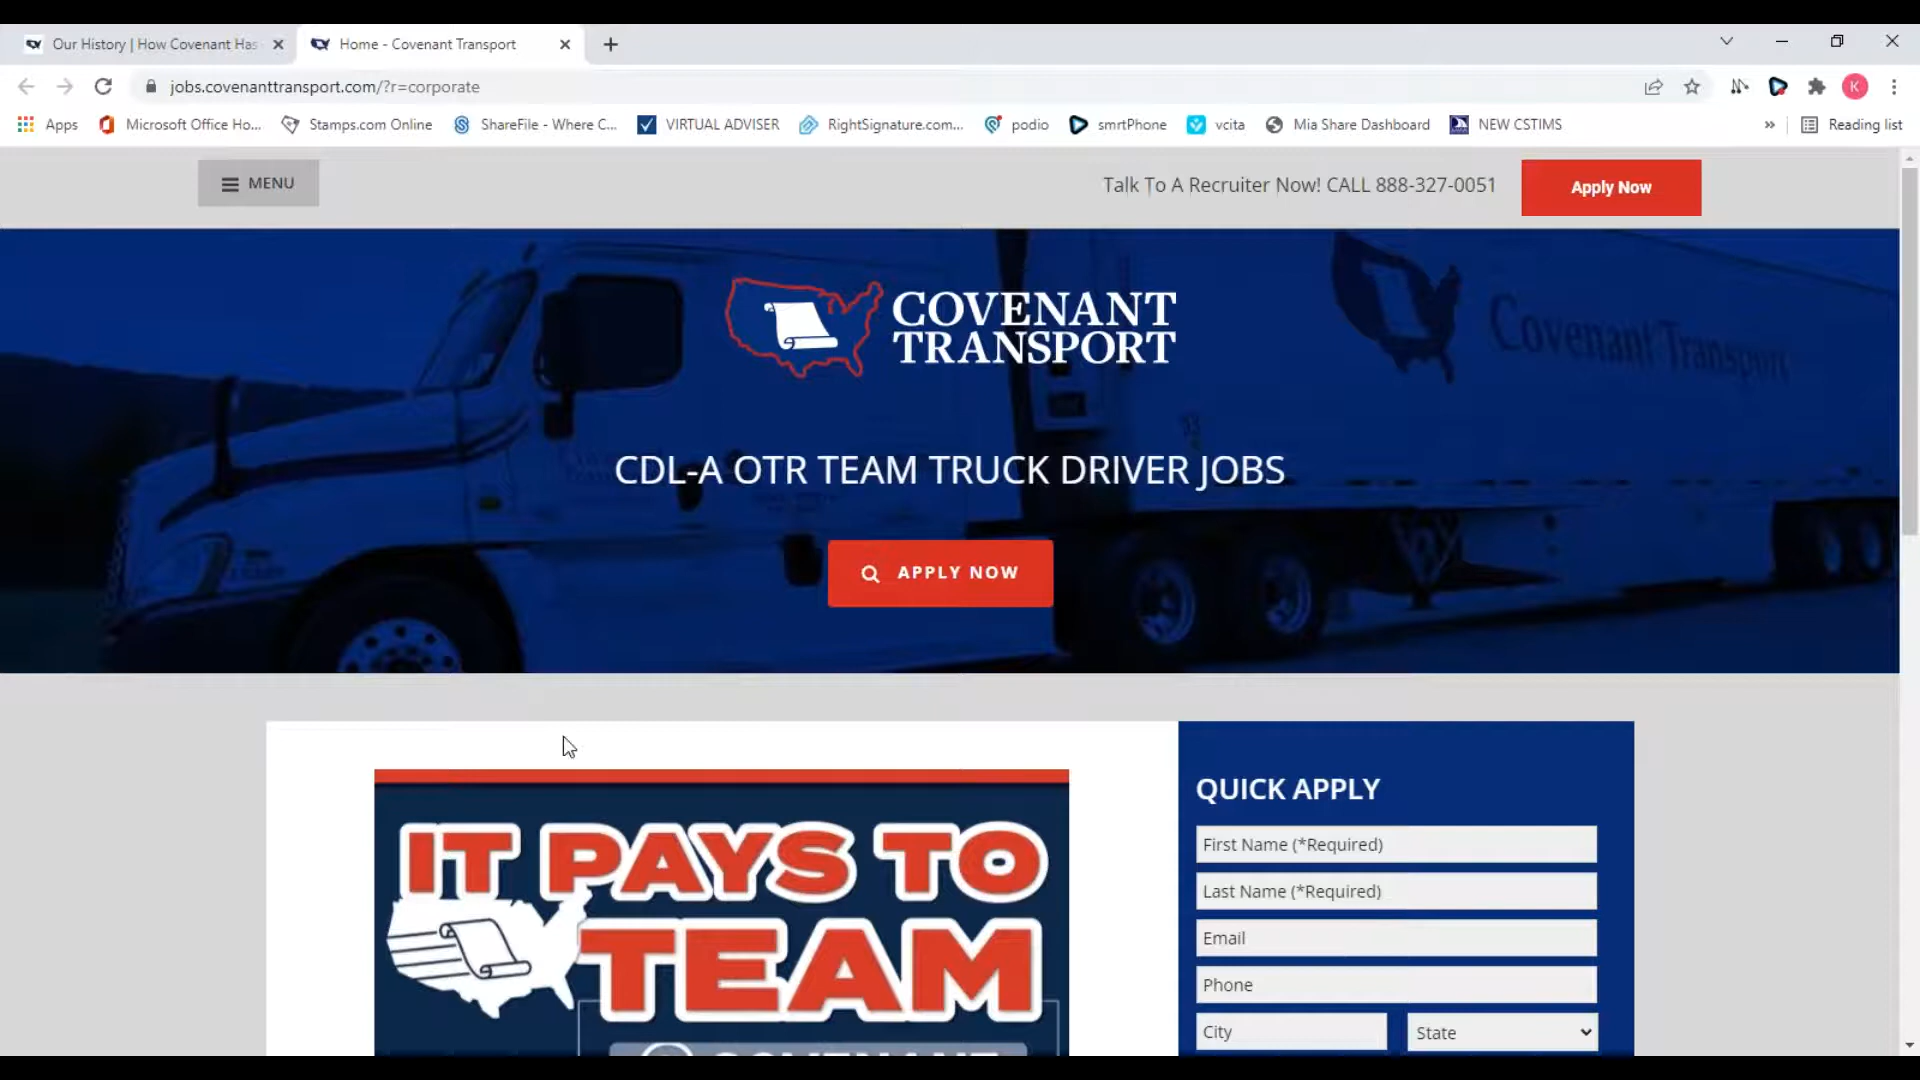 Our History | How Covenant Has
Home - Covenant Transport
jobs.covenanttransport.com/?r=corporate
K
Apps
Microsoft Office Ho...
Stamps.com Online
ShareFile - Where C...
VIRTUAL ADVISER
RightSignature.com...
podio
smrtPhone
vcita
Mia Share Dashboard
NEW CSTIMS
»
Reading list
MENU
Talk To A Recruiter Now! CALL 888-327-0051
Apply Now
COVENANT
TRANSPORT
Covenant Transport
CDL-A OTR TEAM TRUCK DRIVER JOBS
APPLY NOW
IT PAYS TO
TEAM
QUICK APPLY
First Name (*Required)
Last Name (*Required)
Email
Phone
City
State